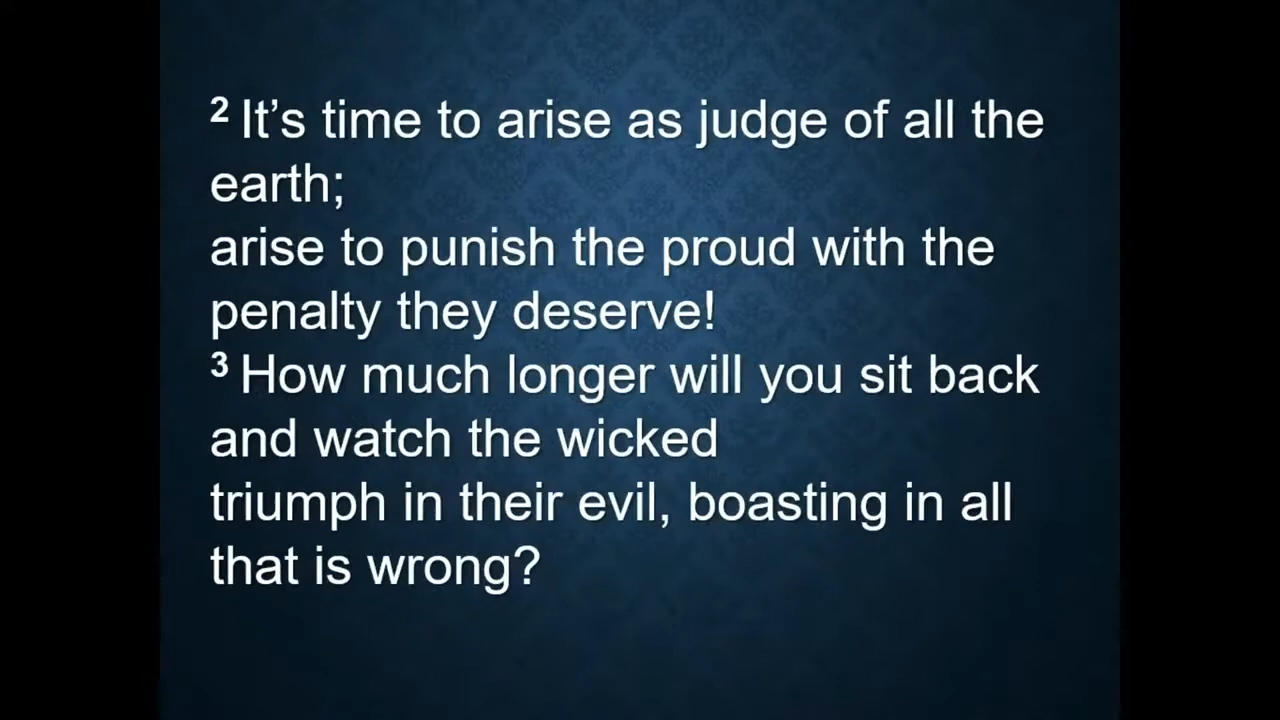 2 It’s time to arise as judge of all the
earth;
arise to punish the proud with the
penalty they deserve!
3 How much longer will you sit back
and watch the wicked
triumph in their evil, boasting in all
that is wrong?